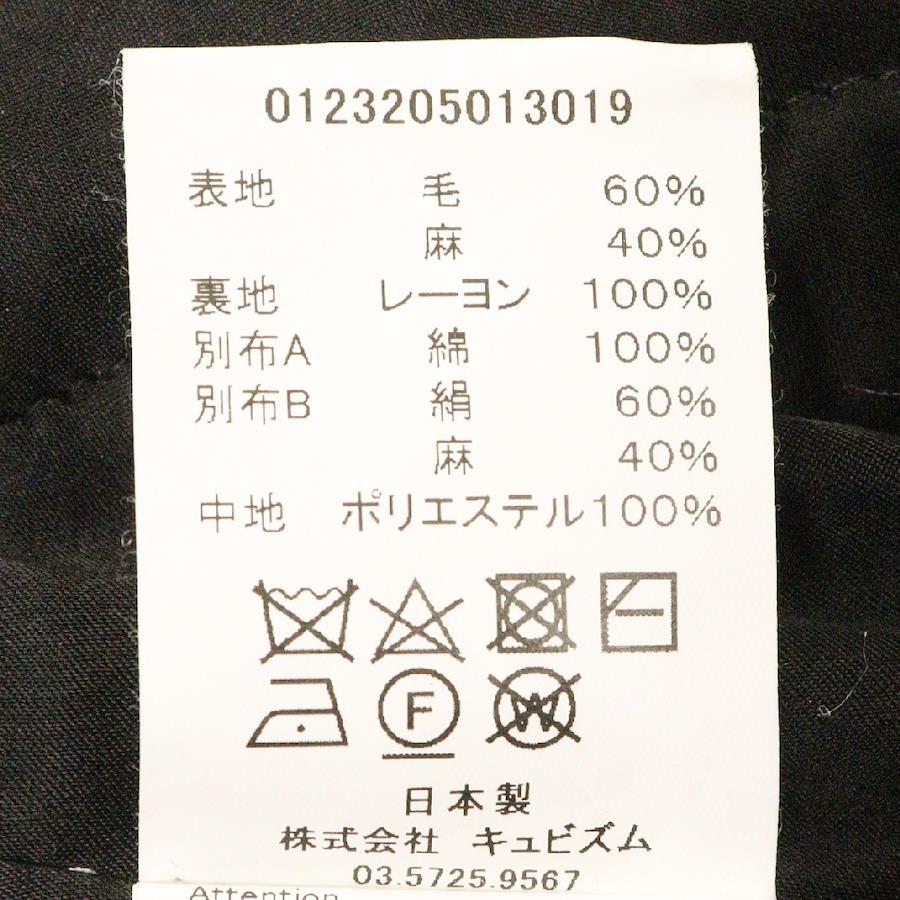 0123205013019
表地 毛 60%
麻 40%
裏地 レーヨン 100%
別布A 綿 100%
別布B 絹 60%
麻 40%
中地 ポリエステル100%
F W
日本製
株式会社 キュビズム
03.5725.9567
Attention